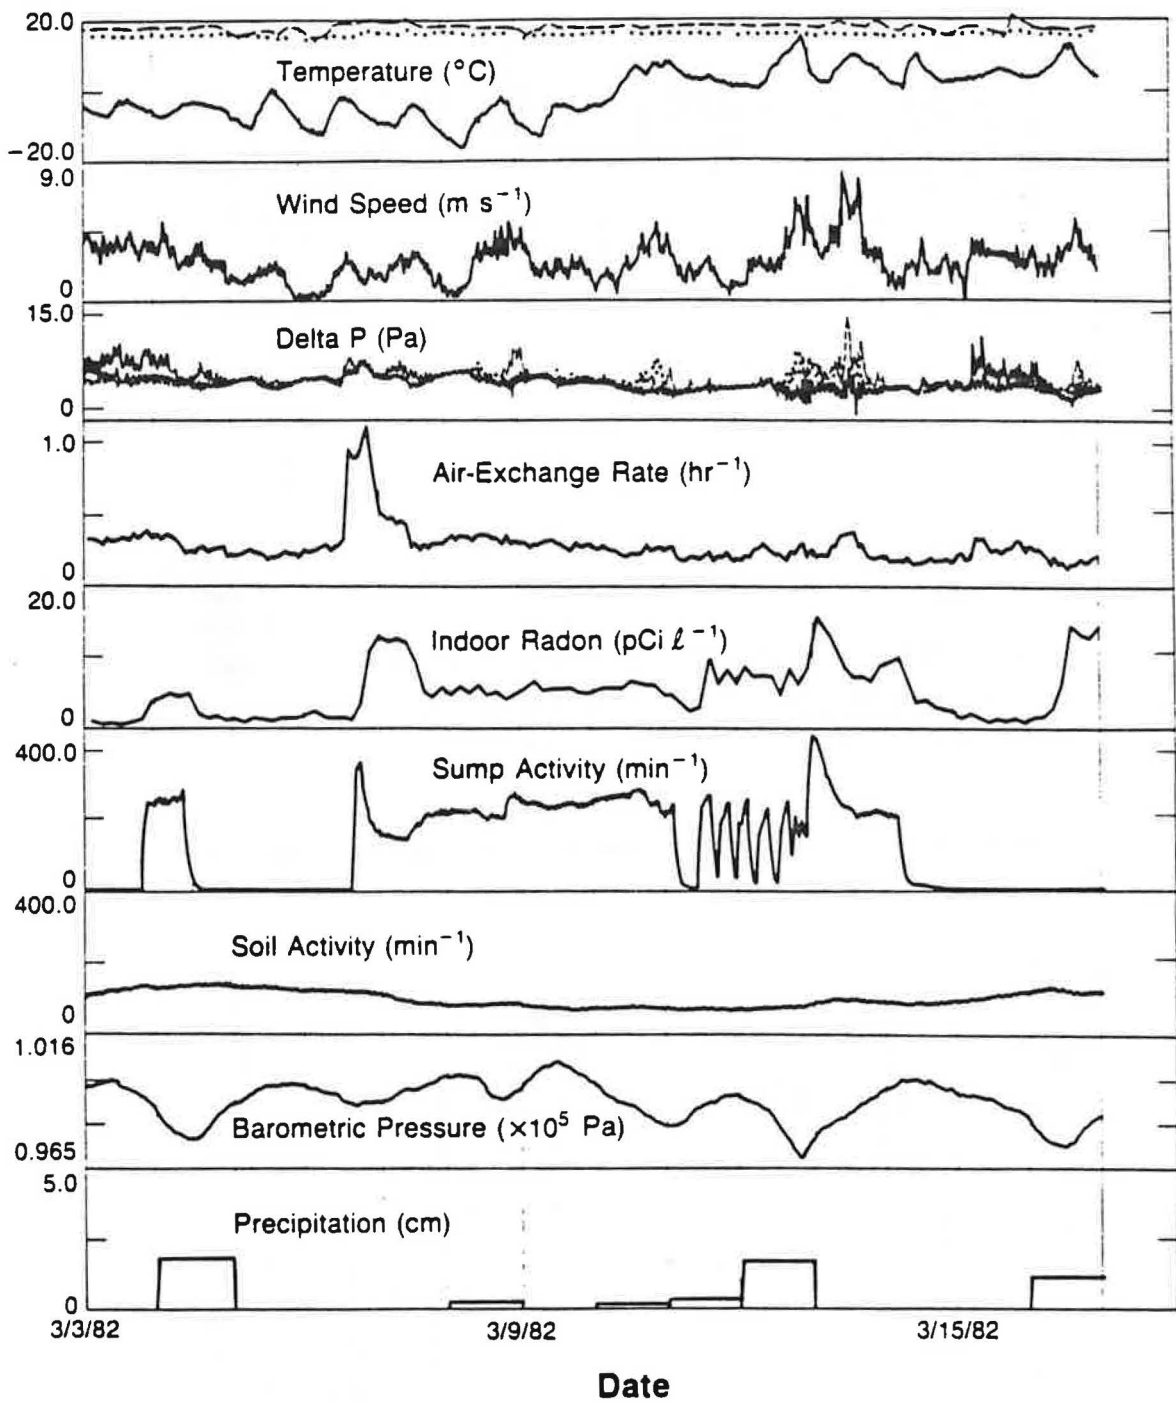 20.0
Temperature (°C)
−20.0
9.0
Wind Speed (m s⁻¹)
0
15.0
Delta P (Pa)
0
1.0
Air-Exchange Rate (hr⁻¹)
0
20.0
Indoor Radon (pCi ℓ⁻¹)
0
400.0
Sump Activity (min⁻¹)
0
400.0
Soil Activity (min⁻¹)
0
1.016
Barometric Pressure (×10⁵ Pa)
0.965
5.0
Precipitation (cm)
0
3/3/82 3/9/82 3/15/82
Date